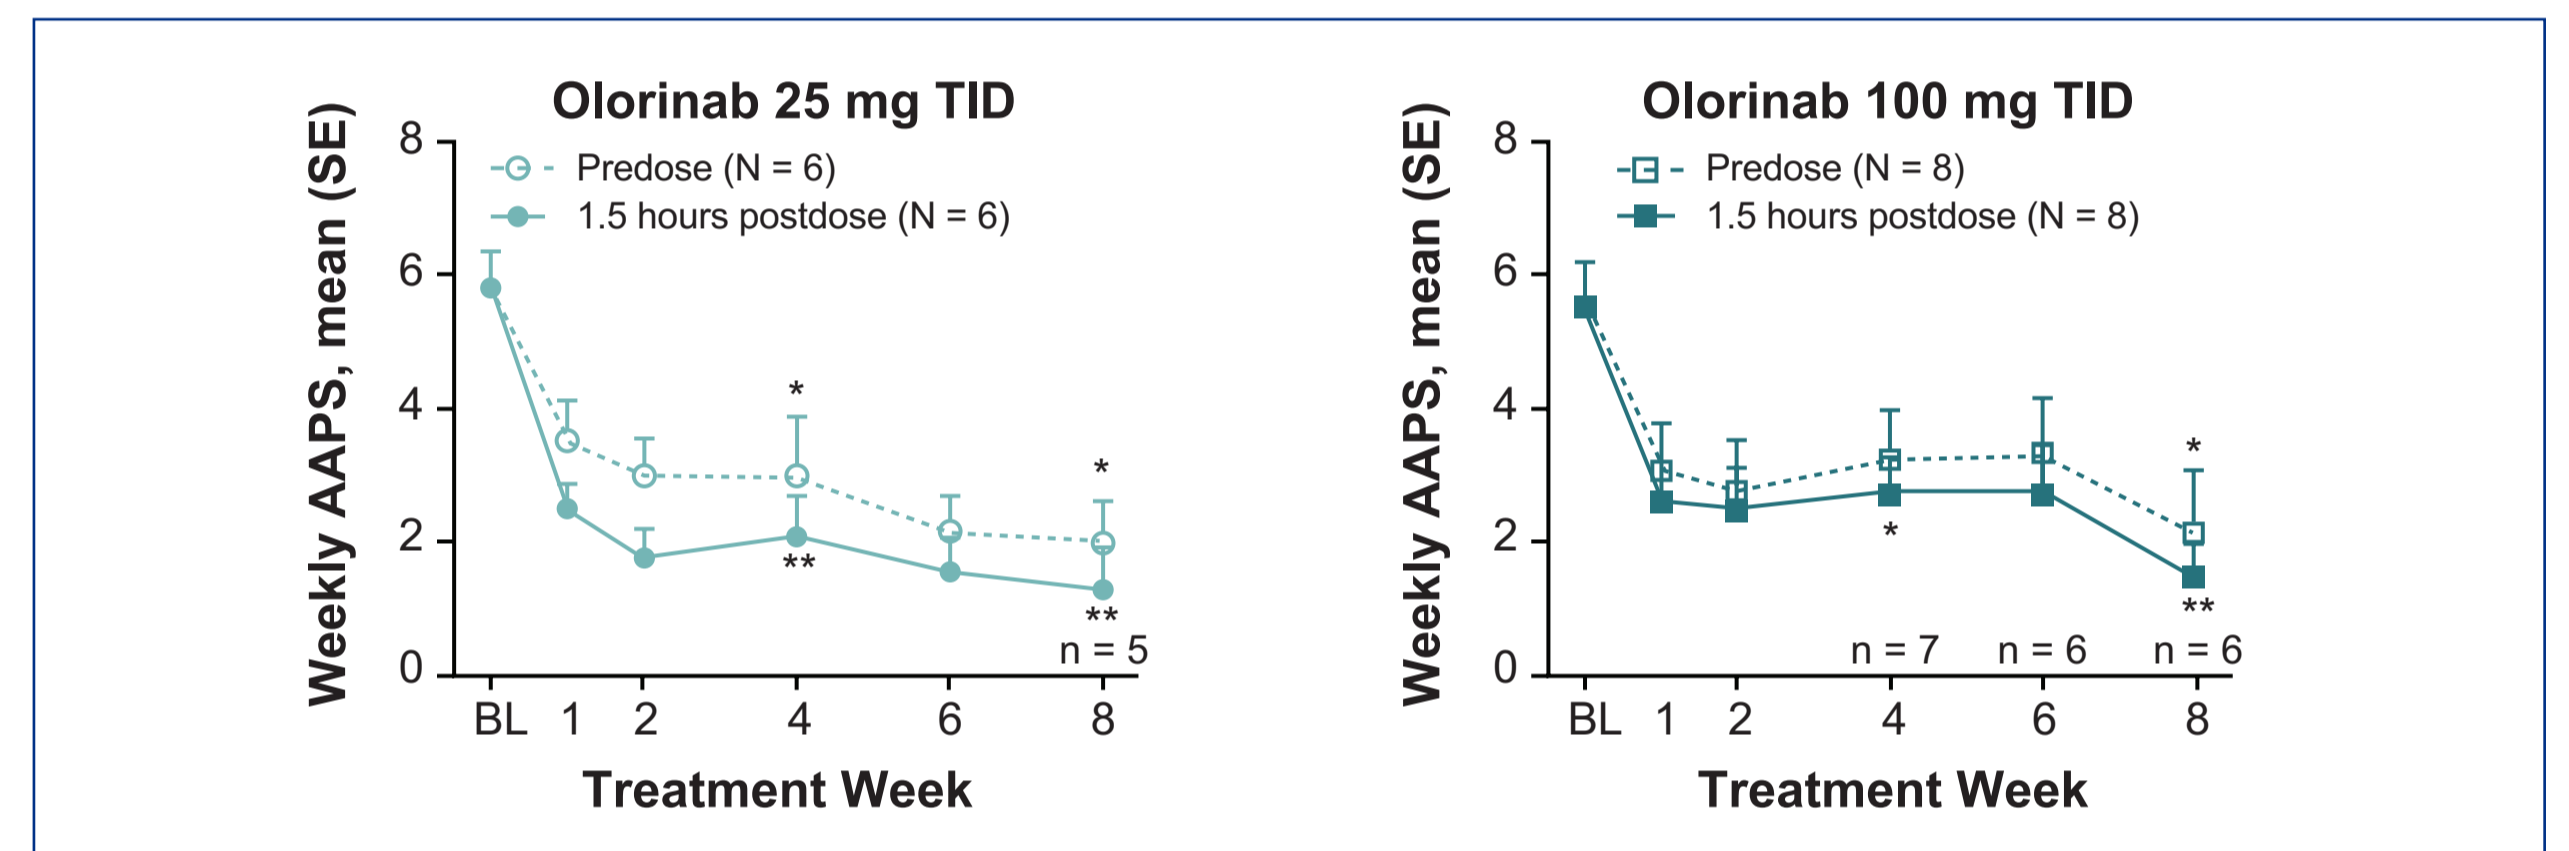 Olorinab 25 mg TID
Weekly AAPS, mean (SE)
8
6
4
2
0
Predose (N = 6)
1.5 hours postdose (N = 6)
*
**
*
**
n = 5
BL 1 2 4 6 8
Treatment Week
Olorinab 100 mg TID
Weekly AAPS, mean (SE)
8
6
4
2
0
Predose (N = 8)
1.5 hours postdose (N = 8)
*
*
**
n = 7 n = 6 n = 6
BL 1 2 4 6 8
Treatment Week